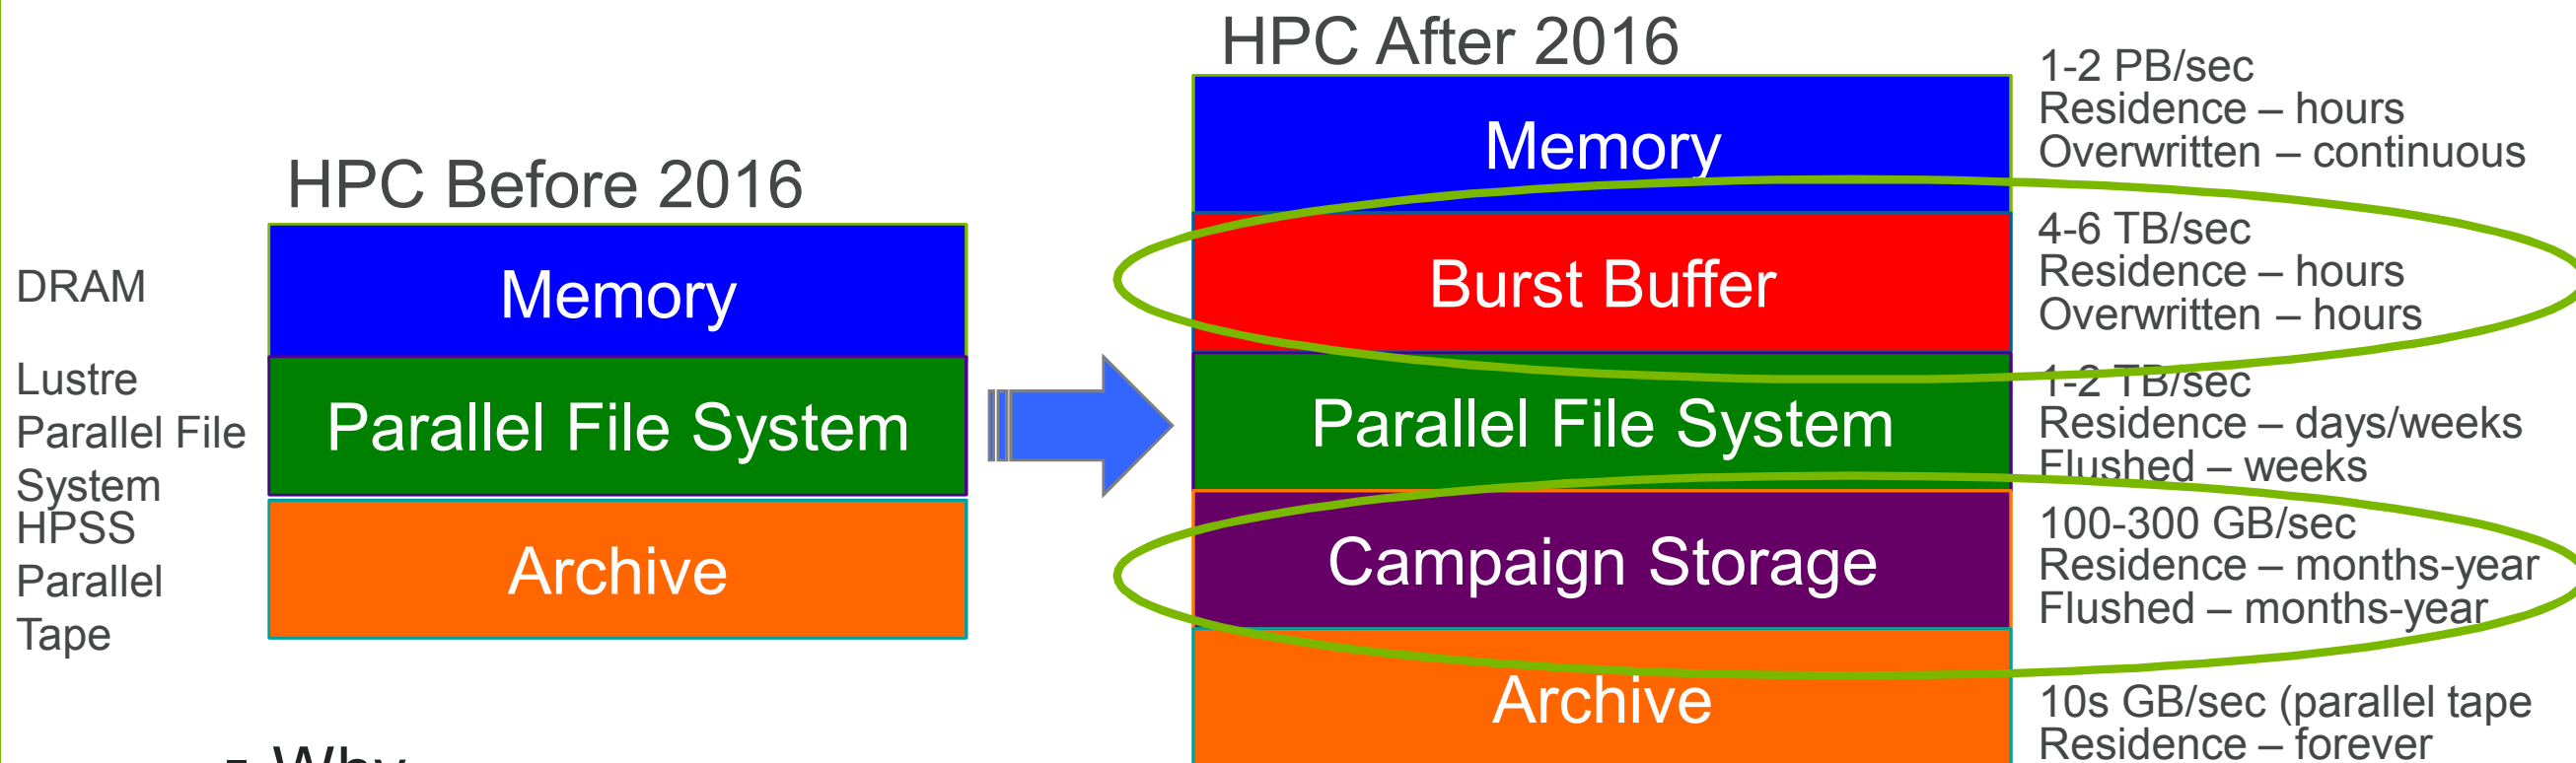 HPC Before 2016
DRAM
Memory
Lustre
Parallel File
System
Parallel File System
HPSS
Parallel
Tape
Archive
HPC After 2016
Memory
1-2 PB/sec
Residence – hours
Overwritten – continuous
Burst Buffer
4-6 TB/sec
Residence – hours
Overwritten – hours
Parallel File System
1-2 TB/sec
Residence – days/weeks
Flushed – weeks
Campaign Storage
100-300 GB/sec
Residence – months-year
Flushed – months-year
Archive
10s GB/sec (parallel tape
Residence – forever
Why